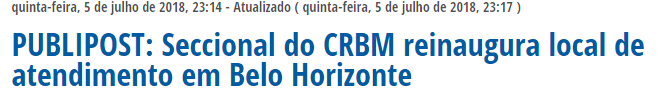 quinta-feira, 5 de julho de 2018, 23:14 - Atualizado ( quinta-feira, 5 de julho de 2018, 23:17 )
PUBLIPOST: Seccional do CRBM reinaugura local de
atendimento em Belo Horizonte